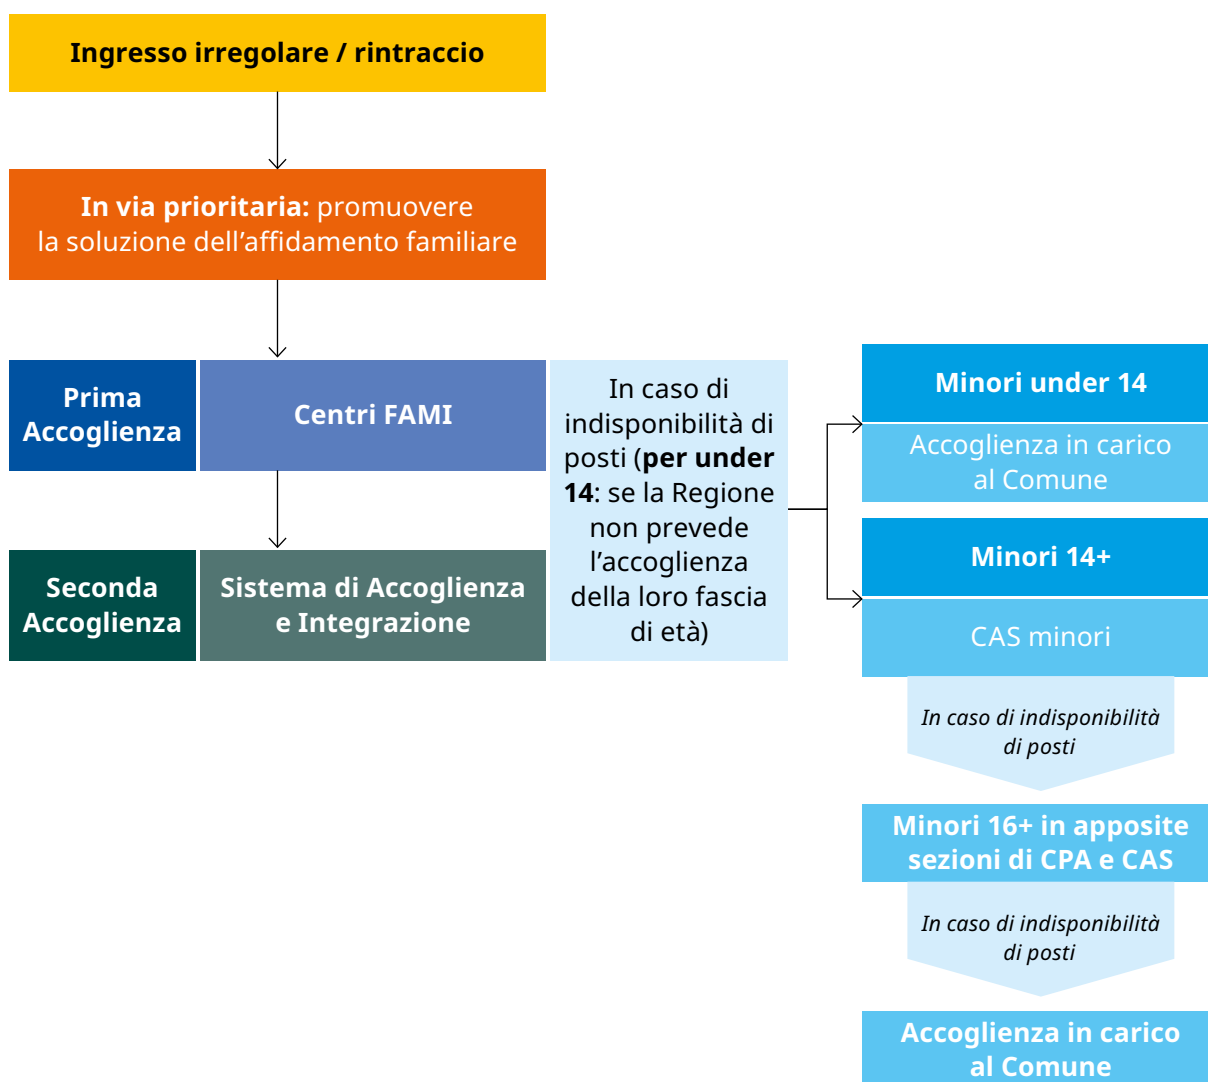 Ingresso irregolare / rintraccio
In via prioritaria: promuovere
la soluzione dell’affidamento familiare
Prima
Accoglienza
Centri FAMI
Seconda
Accoglienza
Sistema di Accoglienza
e Integrazione
In caso di
indisponibilità di
posti (per under
14: se la Regione
non prevede
l’accoglienza
della loro fascia
di età)
Minori under 14
Accoglienza in carico
al Comune
Minori 14+
CAS minori
In caso di indisponibilità
di posti
Minori 16+ in apposite
sezioni di CPA e CAS
In caso di indisponibilità
di posti
Accoglienza in carico
al Comune